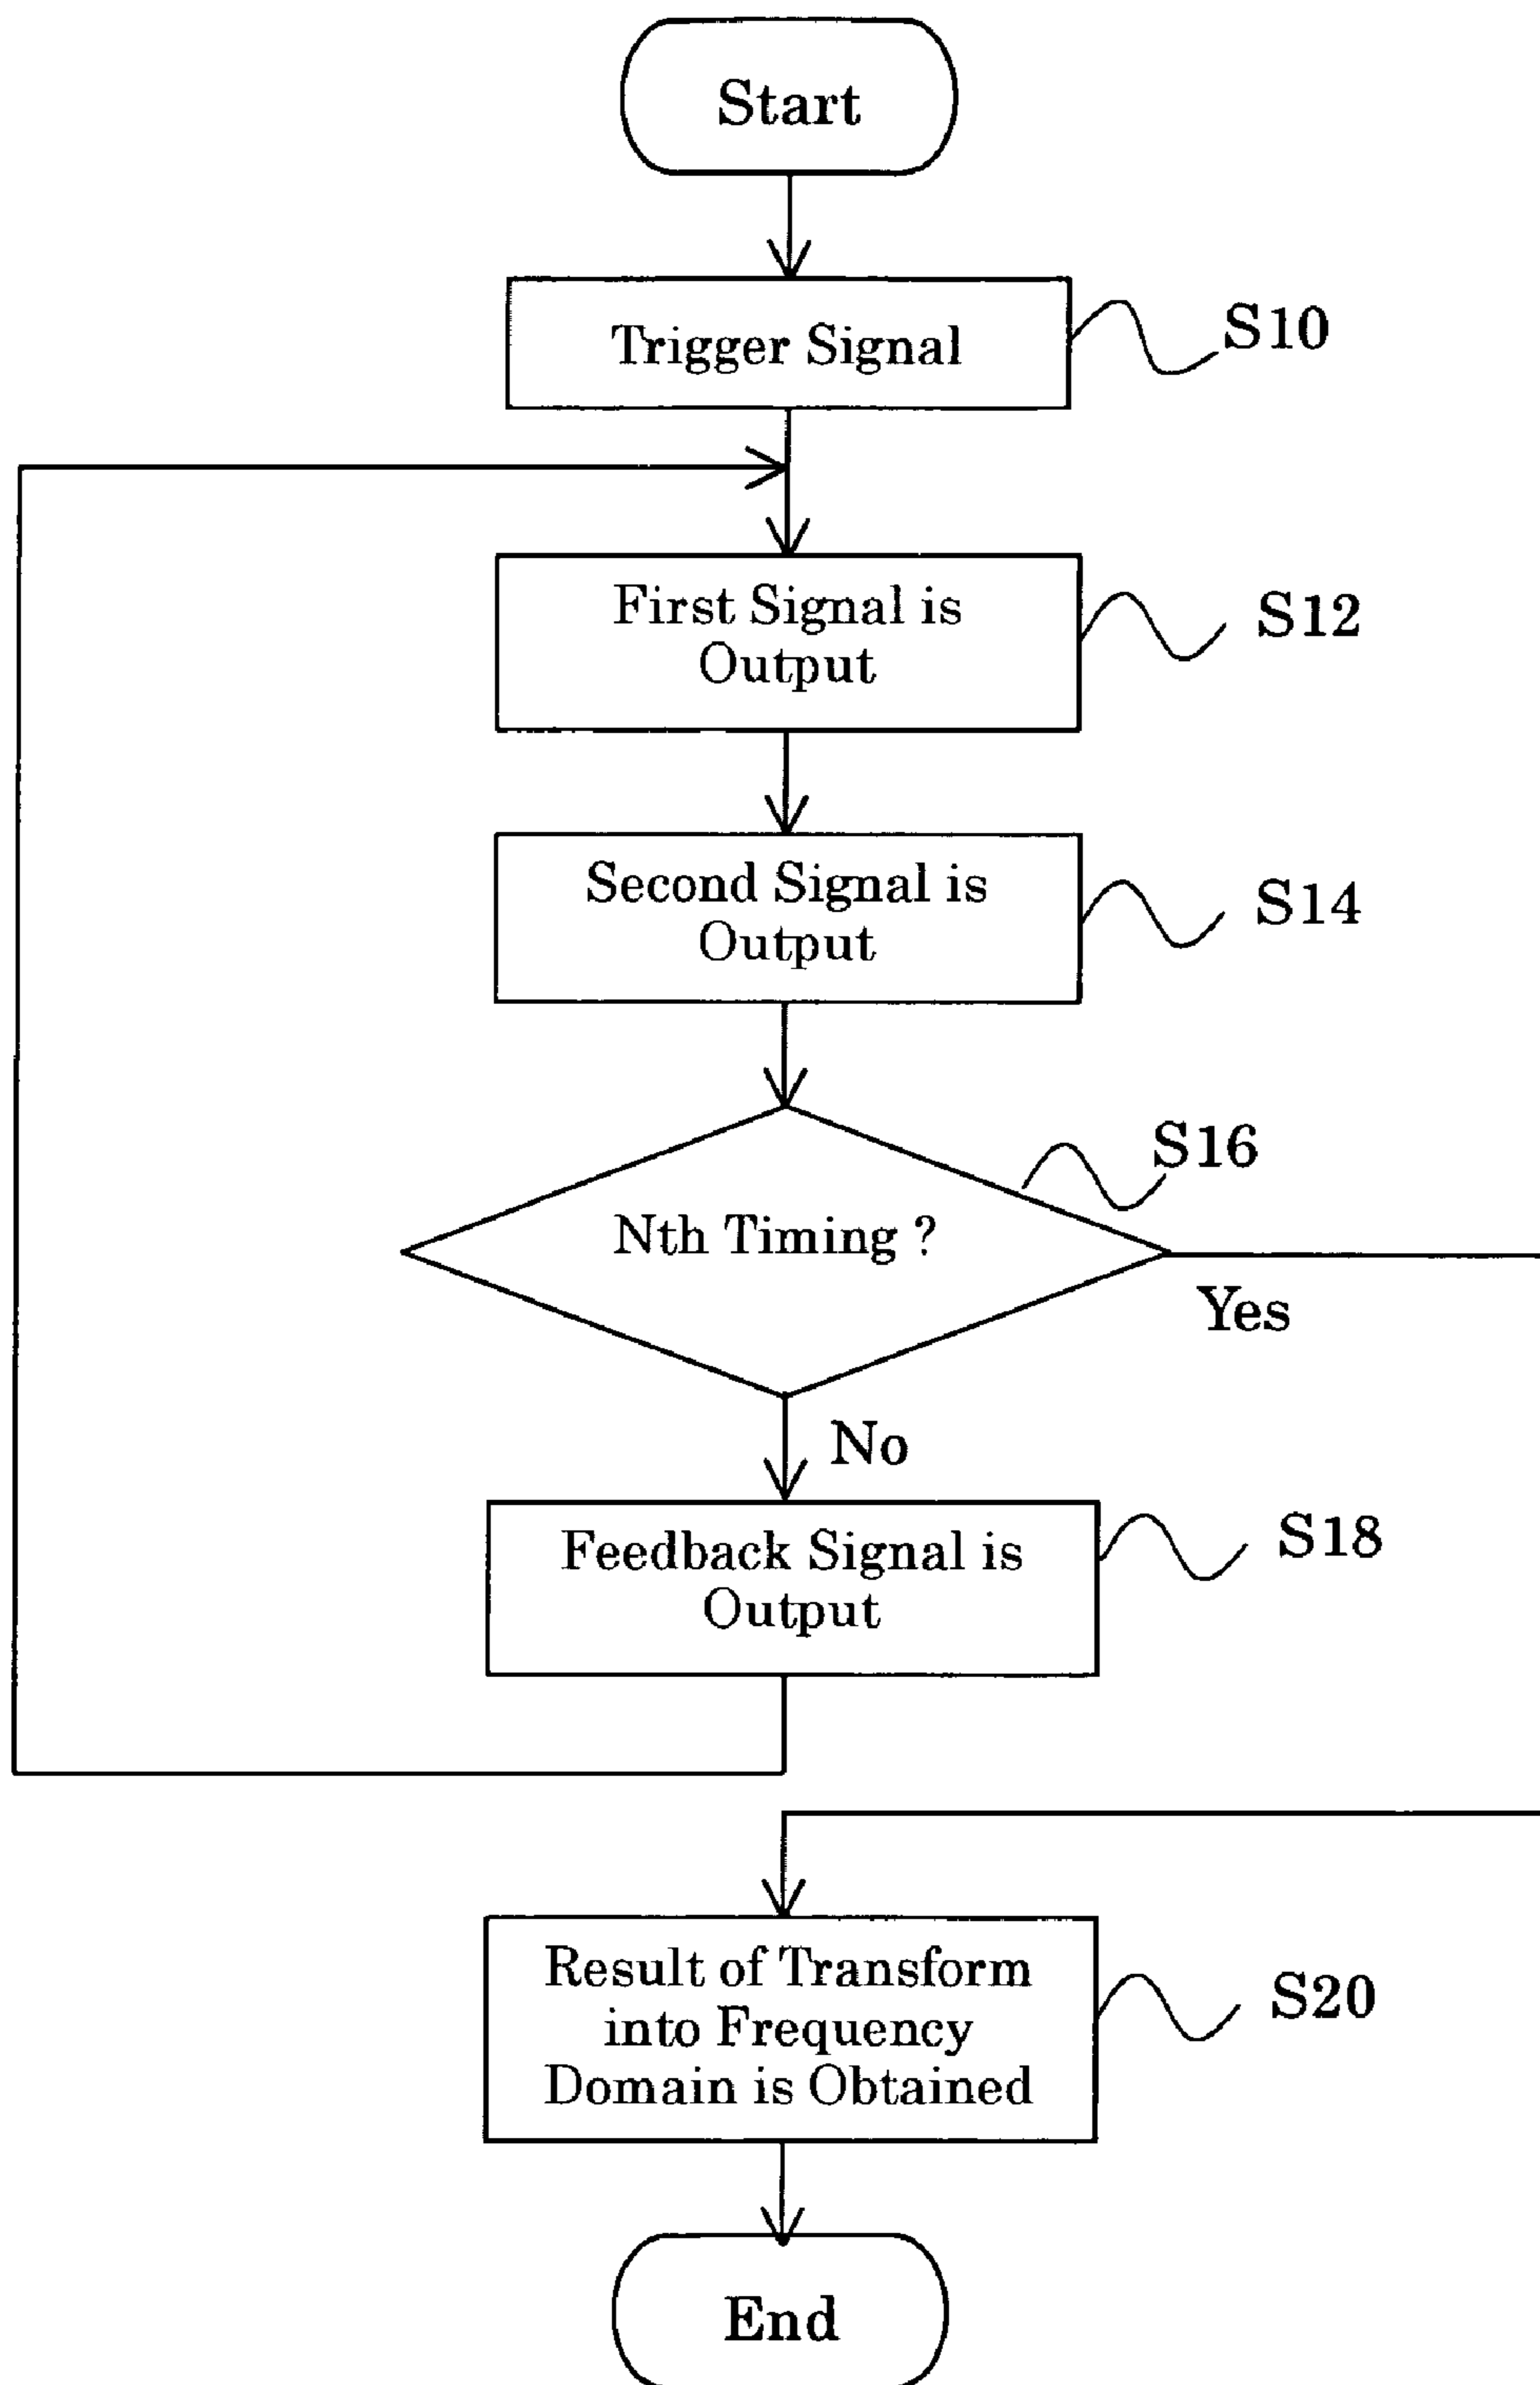 Start
Trigger Signal
S10
First Signal is
Output
S12
Second Signal is
Output
S14
S16
Nth Timing ?
Yes
No
Feedback Signal is
Output
S18
Result of Transform
into Frequency
Domain is Obtained
S20
End